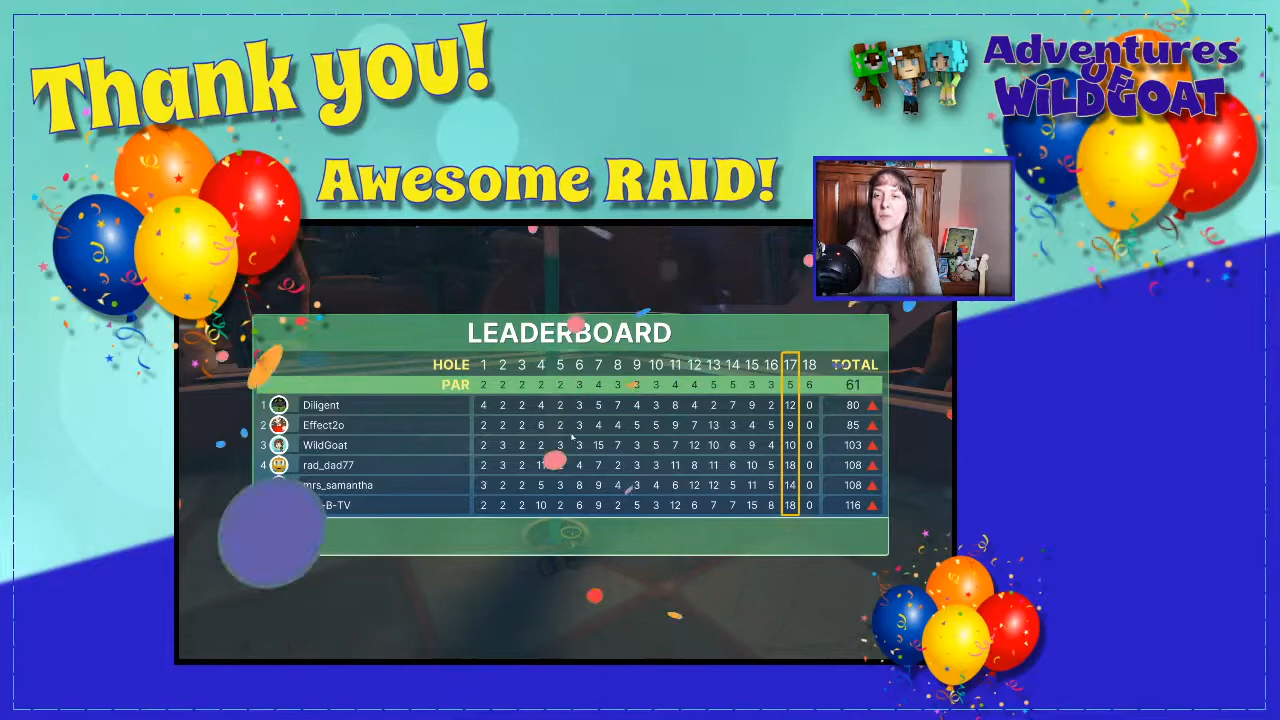 Thank you!
Adventures
OF
WiLDGOAT
Awesome RAID!
LEADERBOARD
HOLE 1 2 3 4 5 6 7 8 9 10 11 12 13 14 15 16 17 18 TOTAL
PAR 2 2 2 2 2 3 4 3 3 3 4 4 5 5 3 3 5 6 61
1 Diligent 4 2 2 4 2 3 5 7 4 3 8 4 2 7 9 2 12 0 80
2 Effect2o 2 2 2 6 2 3 4 4 5 5 9 7 13 3 4 5 9 0 85
3 WildGoat 2 3 2 2 3 3 15 7 3 5 7 12 10 6 9 4 10 0 103
4 rad_dad77 2 3 2 4 7 2 3 3 11 8 11 6 10 5 18 0 108
mrs_samantha 3 2 2 5 3 8 9 4 3 4 6 12 12 5 11 5 14 0 108
-B-TV 2 2 2 10 2 6 9 2 5 3 12 6 7 7 15 8 18 0 116